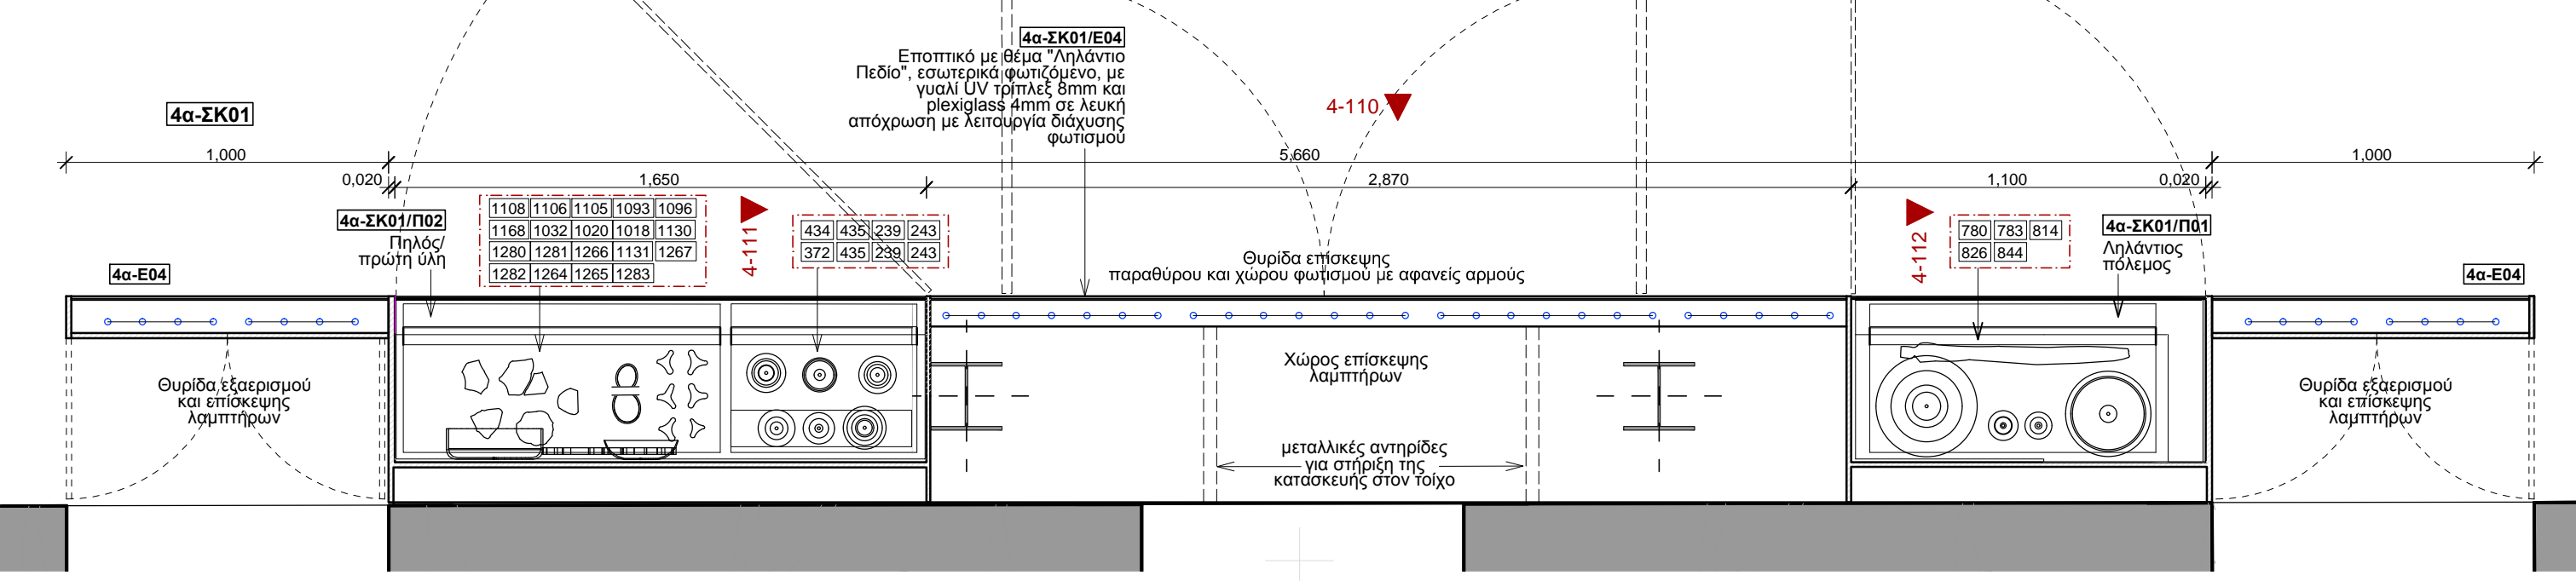 4α-ΣΚ01/Ε04
Εποπτικό με θέμα "Ληλάντιο
Πεδίο", εσωτερικά φωτιζόμενο, με
γυαλί UV τρίπλεξ 8mm και
plexiglass 4mm σε λευκή
απόχρωση με λειτουργία διάχυσης
φωτισμού
4α-ΣΚ01
4-110
1,000
5,660
1,000
0,020
1,650
2,870
1,100
0,020
4α-ΣΚ01/Π02
Πηλός/
πρώτη ύλη
1108 1106 1105 1093 1096
1168 1032 1020 1018 1130
1280 1281 1266 1131 1267
1282 1264 1265 1283
4-111
434 435 239 243
372 435 239 243
Θυρίδα επίσκεψης
παραθύρου και χώρου φωτισμού με αφανείς αρμούς
4-112
780 783 814
826 844
4α-ΣΚ01/Π01
Ληλάντιος
πόλεμος
4α-Ε04
4α-Ε04
Θυρίδα εξαερισμού
και επίσκεψης
λαμπτήρων
Χώρος επίσκεψης
λαμπτήρων
μεταλλικές αντηρίδες
για στήριξη της
κατασκευής στον τοίχο
Θυρίδα εξαερισμού
και επίσκεψης
λαμπτήρων